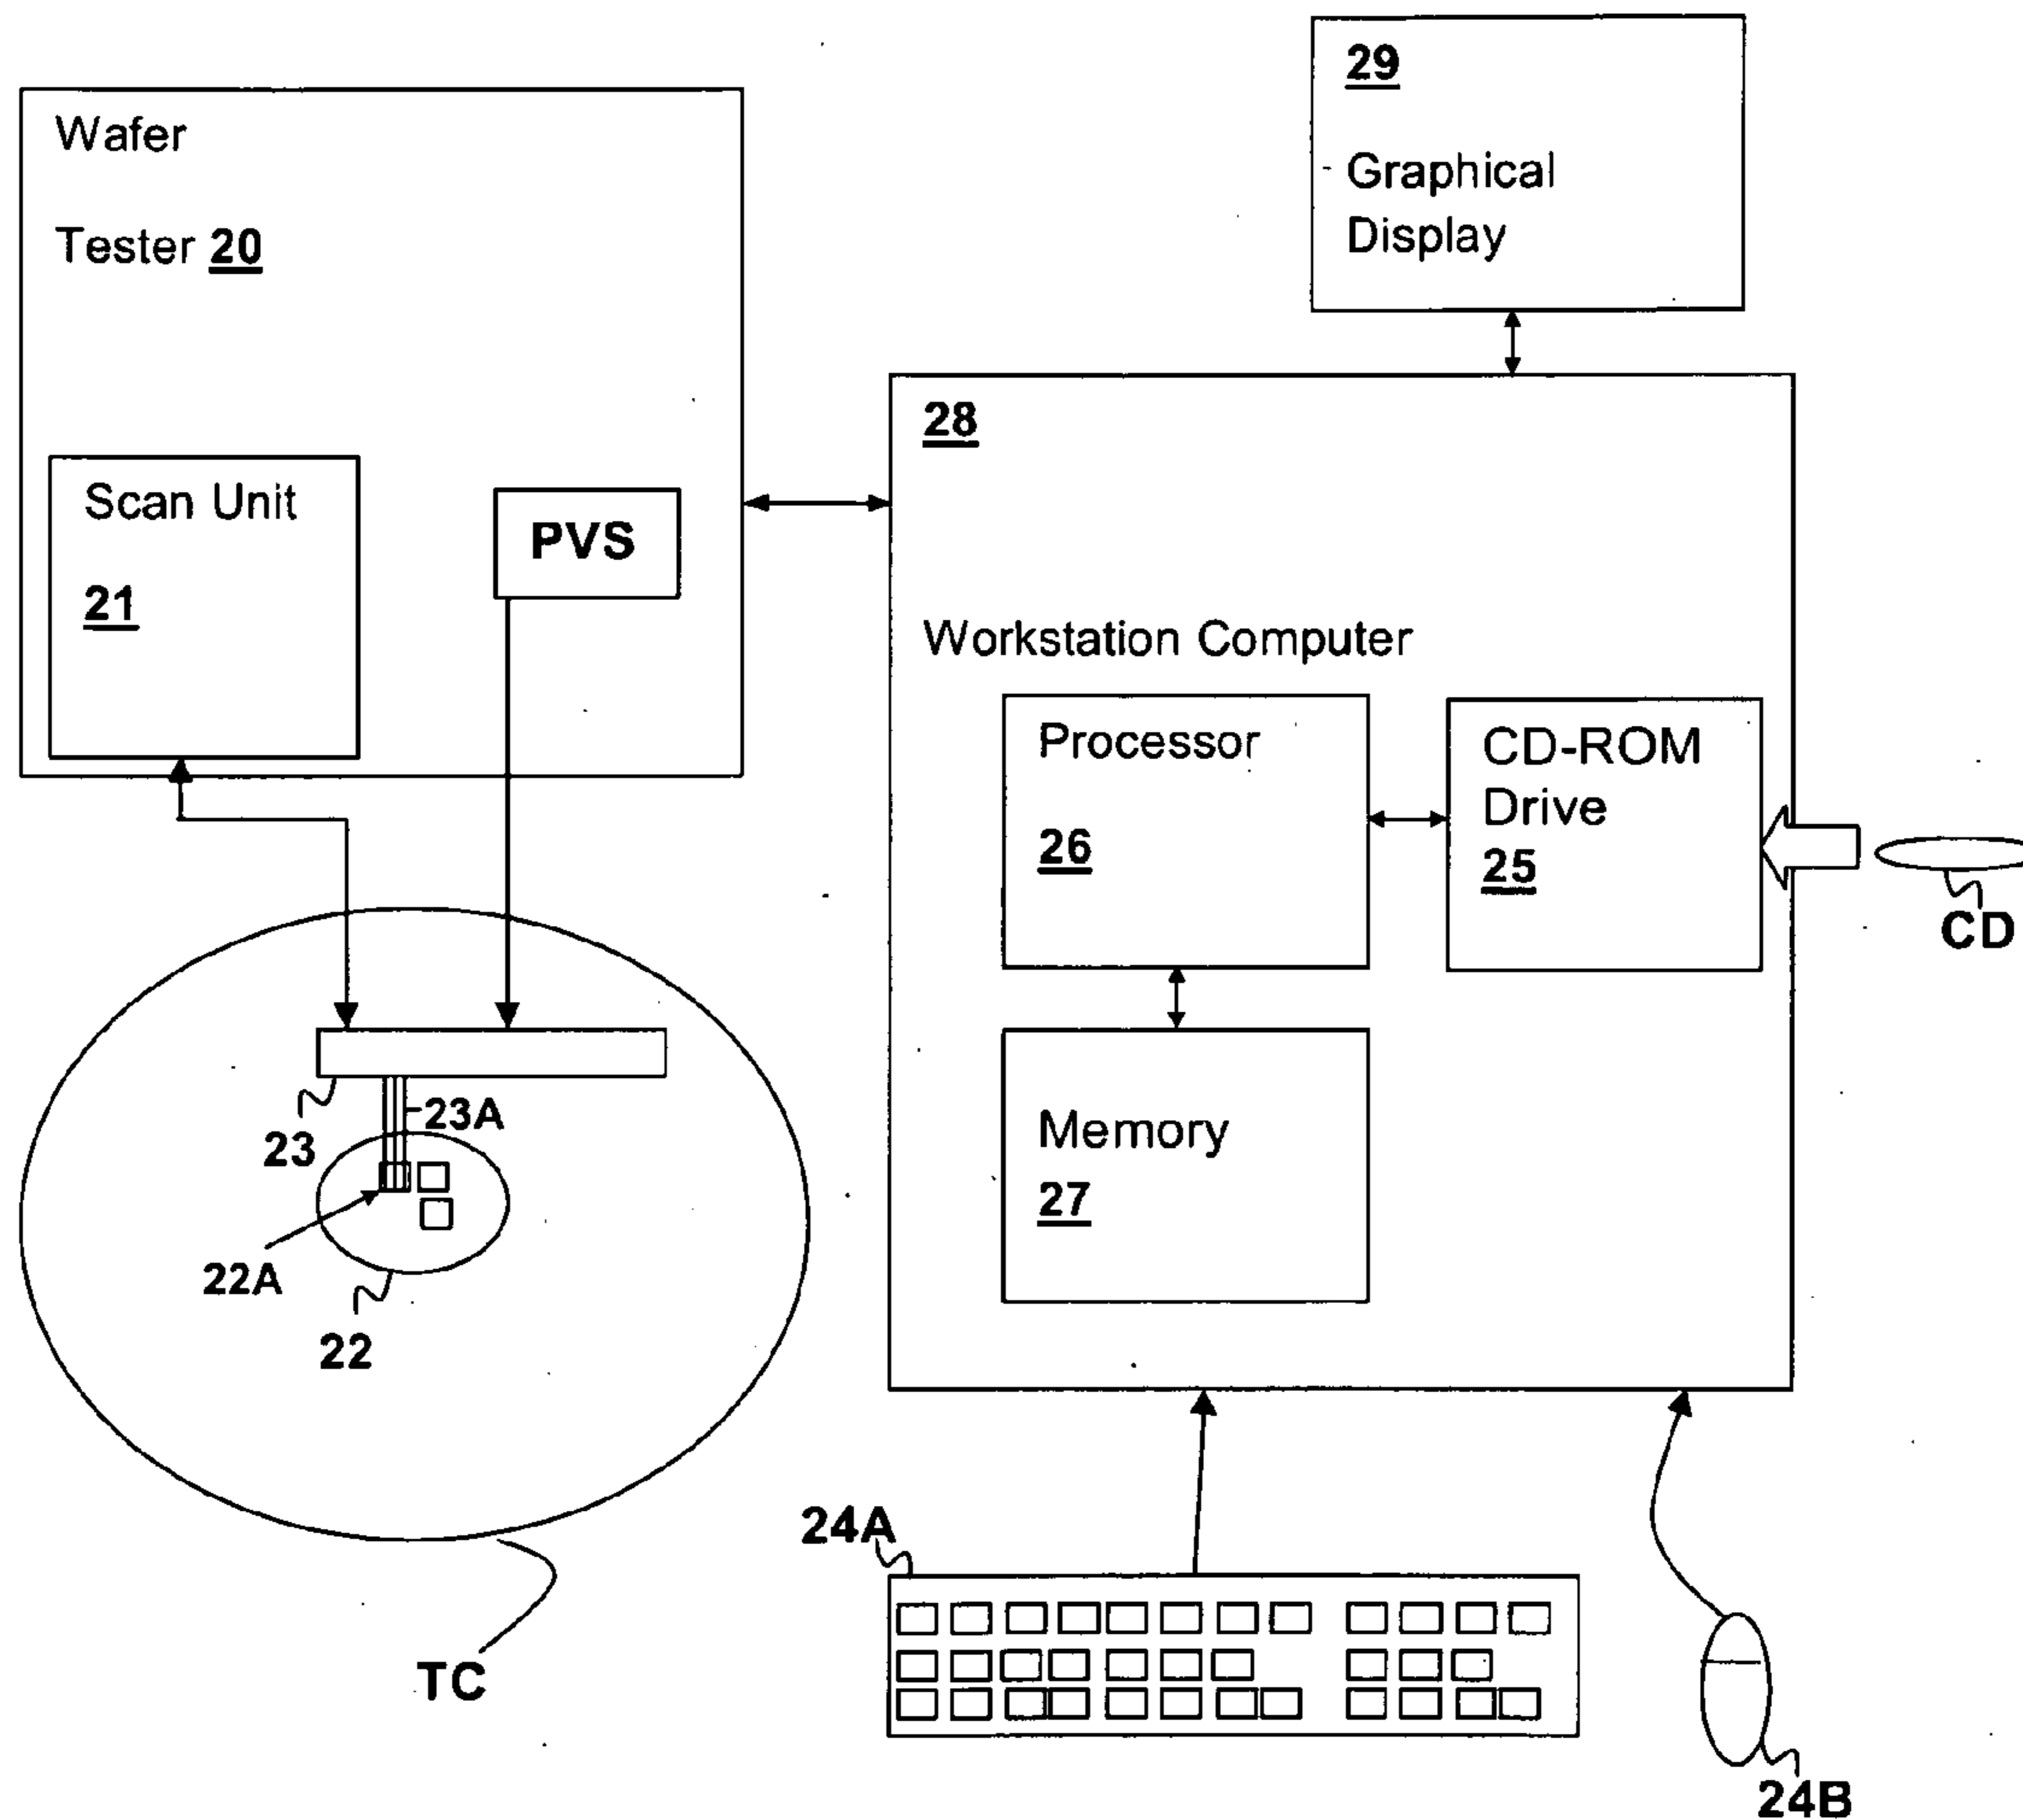 Wafer
Tester 20
Scan Unit
21
PVS
29
Graphical
Display
28
Workstation Computer
Processor
26
CD-ROM
Drive
25
CD
Memory
27
23
23A
22A
22
TC
24A
24B